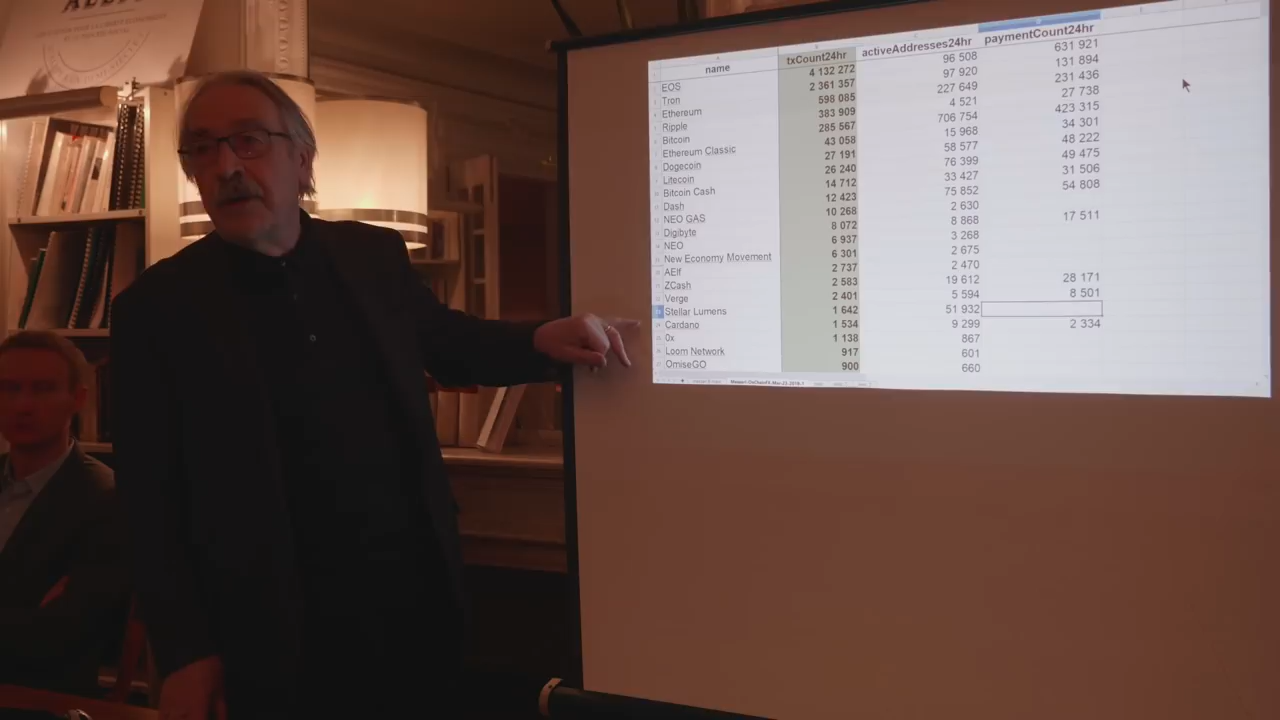 POUR LA LIBERTE ECONOMIQUE
name txCount24hr activeAddresses24hr paymentCount24hr
EOS 4 132 272 96 508 631 921
Tron 2 361 357 97 920 131 894
Ethereum 598 085 227 649 231 436
Ripple 383 909 4 521 27 738
Bitcoin 285 567 706 754 423 315
Ethereum Classic 43 058 15 968 34 301
Dogecoin 27 191 58 577 48 222
Litecoin 26 240 76 399 49 475
Bitcoin Cash 14 712 33 427 31 506
Dash 12 423 75 852 54 808
NEO GAS 10 268 2 630
Digibyte 8 072 8 868 17 511
NEO 6 937 3 268
New Economy Movement 6 301 2 675
AElf 2 737 2 470
ZCash 2 583 19 612 28 171
Verge 2 401 5 594 8 501
Stellar Lumens 1 642 51 932
Cardano 1 534 9 299 2 334
0x 1 138 867
Loom Network 917 601
OmiseGO 900 660